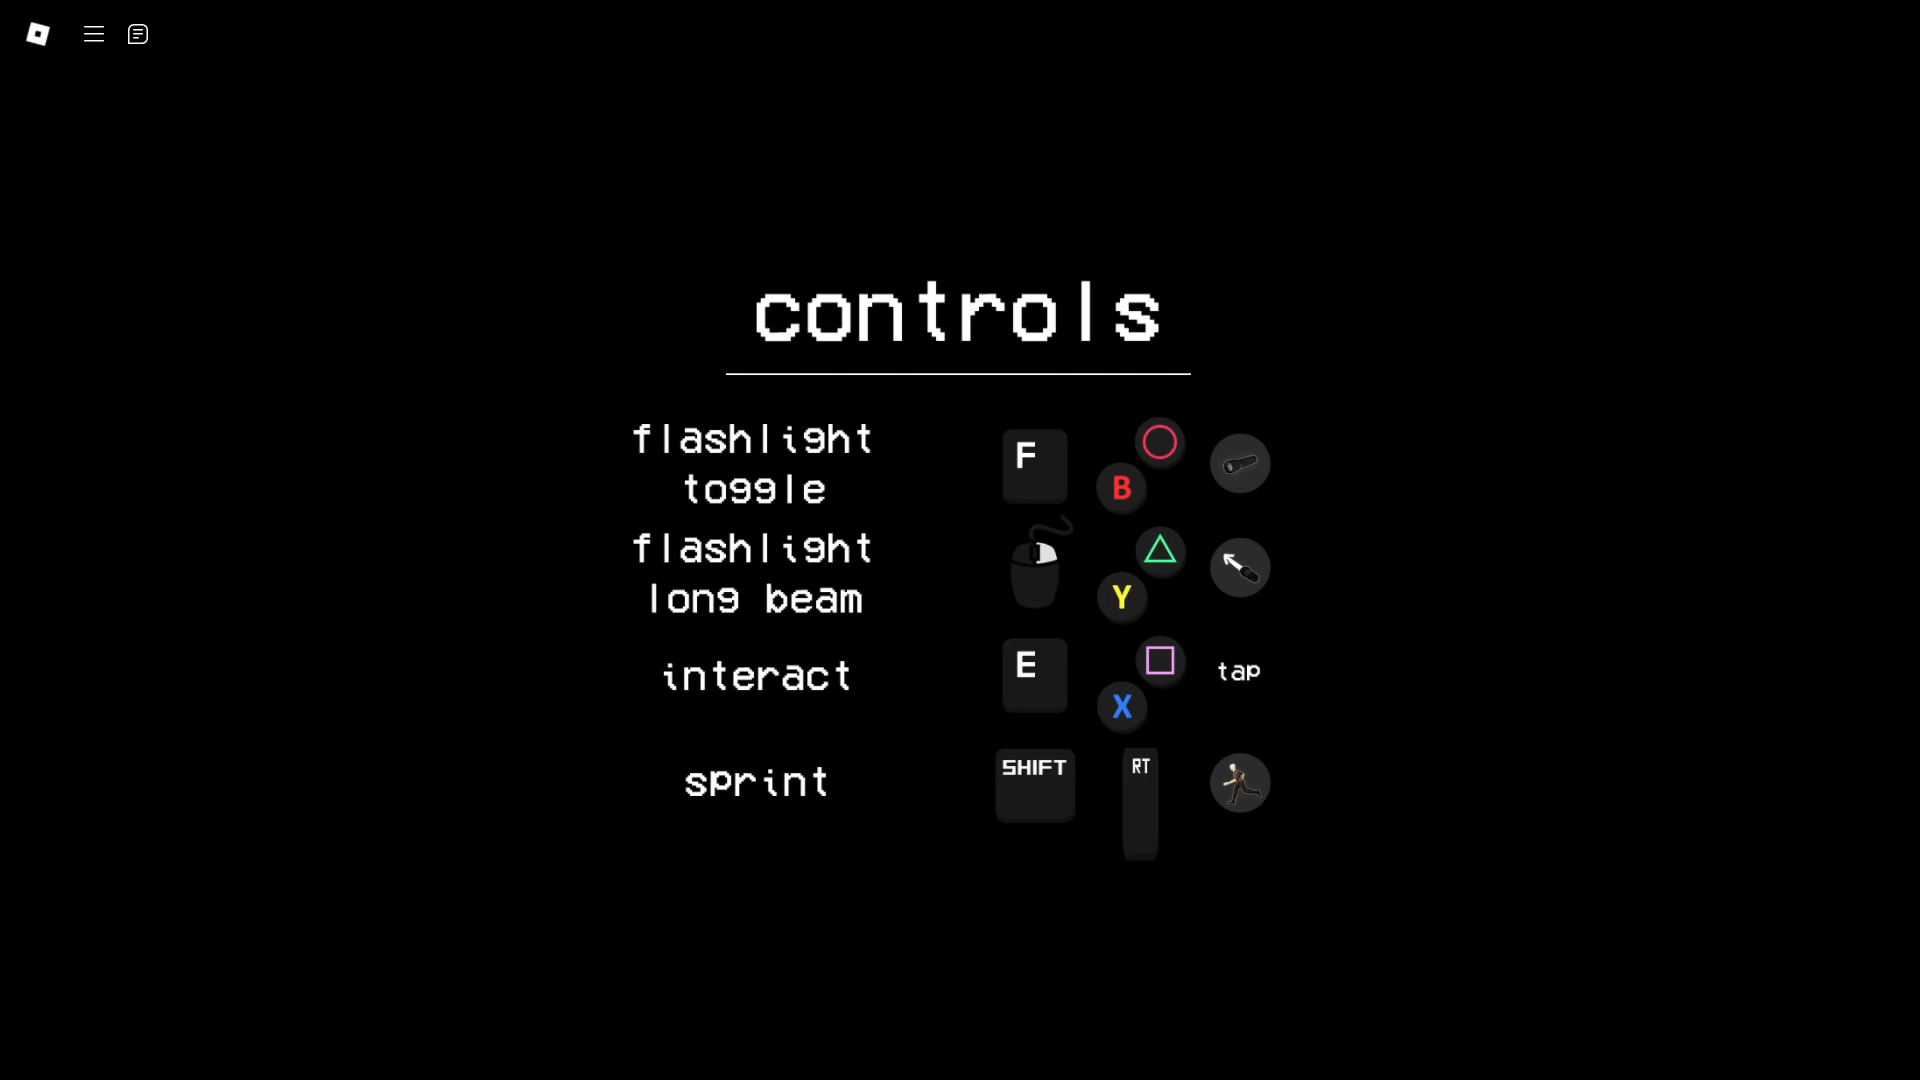 controls
flashlight
toggle
F
B
flashlight
long beam
Y
interact
E
X
tap
sprint
SHIFT
RT